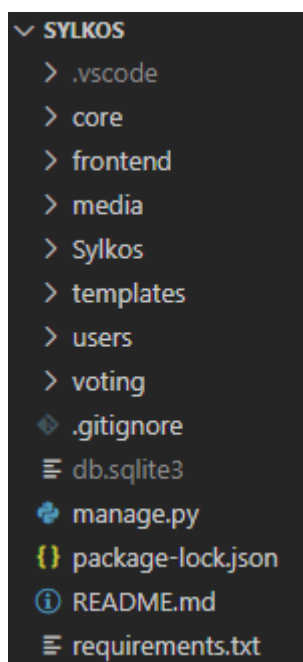 SYLKOS
.vscode
core
frontend
media
Sylkos
templates
users
voting
.gitignore
db.sqlite3
manage.py
{} package-lock.json
README.md
requirements.txt